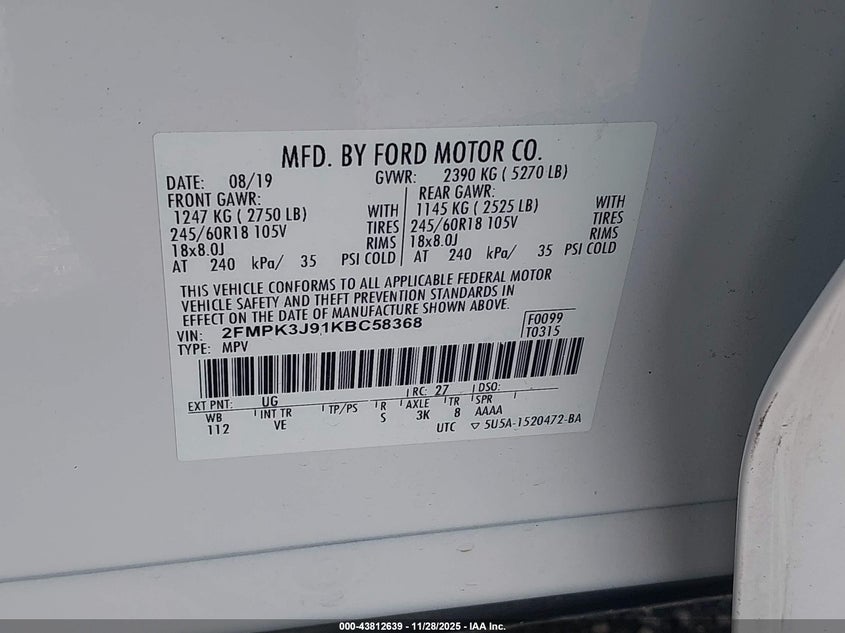 MFD. BY FORD MOTOR CO.
DATE: 08/19 GVWR: 2390 KG ( 5270 LB)
FRONT GAWR: REAR GAWR:
1247 KG ( 2750 LB) WITH 1145 KG ( 2525 LB) WITH
245/60R18 105V TIRES 245/60R18 105V TIRES
18x8.0J RIMS 18x8.0J RIMS
AT 240 kPa/ 35 PSI COLD AT 240 kPa/ 35 PSI COLD
THIS VEHICLE CONFORMS TO ALL APPLICABLE FEDERAL MOTOR
VEHICLE SAFETY AND THEFT PREVENTION STANDARDS IN
EFFECT ON THE DATE OF MANUFACTURE SHOWN ABOVE.
VIN: 2FMPK3J91KBC58368 F0099
TYPE: MPV T0315
EXT PNT: UG RC: 27 DSO:
WB INT TR TP/PS R AXLE TR SPR
112 VE S 3K 8 AAAA
UTC ▽ 5U5A-1520472-BA
000-43812639 - 11/28/2025 - IAA Inc.